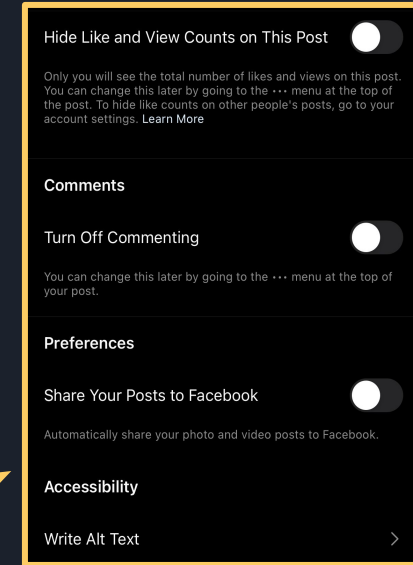 Hide Like and View Counts on This Post
Only you will see the total number of likes and views on this post.
You can change this later by going to the ··· menu at the top of
the post. To hide like counts on other people's posts, go to your
account settings. Learn More
Comments
Turn Off Commenting
You can change this later by going to the ··· menu at the top of
your post.
Preferences
Share Your Posts to Facebook
Automatically share your photo and video posts to Facebook.
Accessibility
Write Alt Text